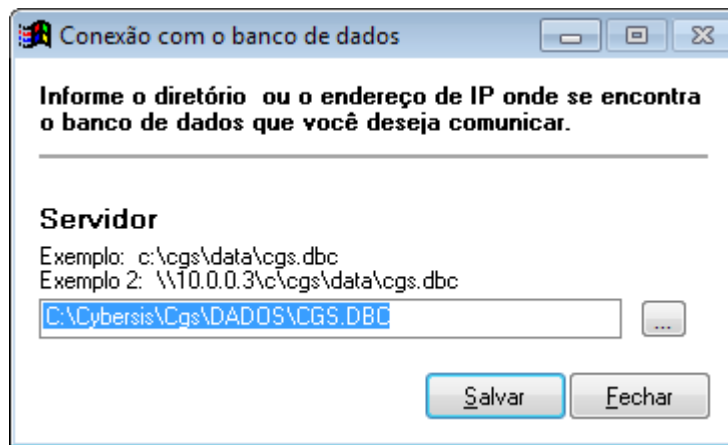 Conexão com o banco de dados
Informe o diretório  ou o endereço de IP onde se encontra
o banco de dados que você deseja comunicar.
Servidor
Exemplo:  c:\cgs\data\cgs.dbc
Exemplo 2:  \\10.0.0.3\c\cgs\data\cgs.dbc
C:\Cybersis\Cgs\DADOS\CGS.DBC
...
Salvar
Fechar